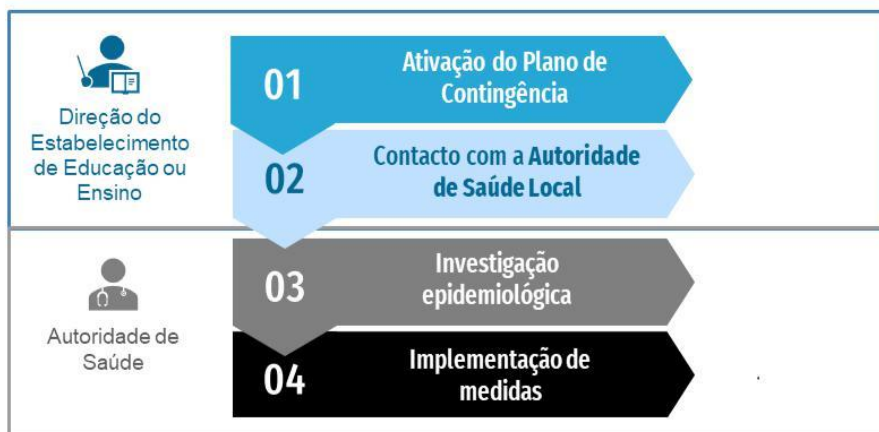 Direção do
Estabelecimento
de Educação ou
Ensino
01
Ativação do Plano de
Contingência
02
Contacto com a Autoridade
de Saúde Local
Autoridade de
Saúde
03
Investigação
epidemiológica
04
Implementação de
medidas